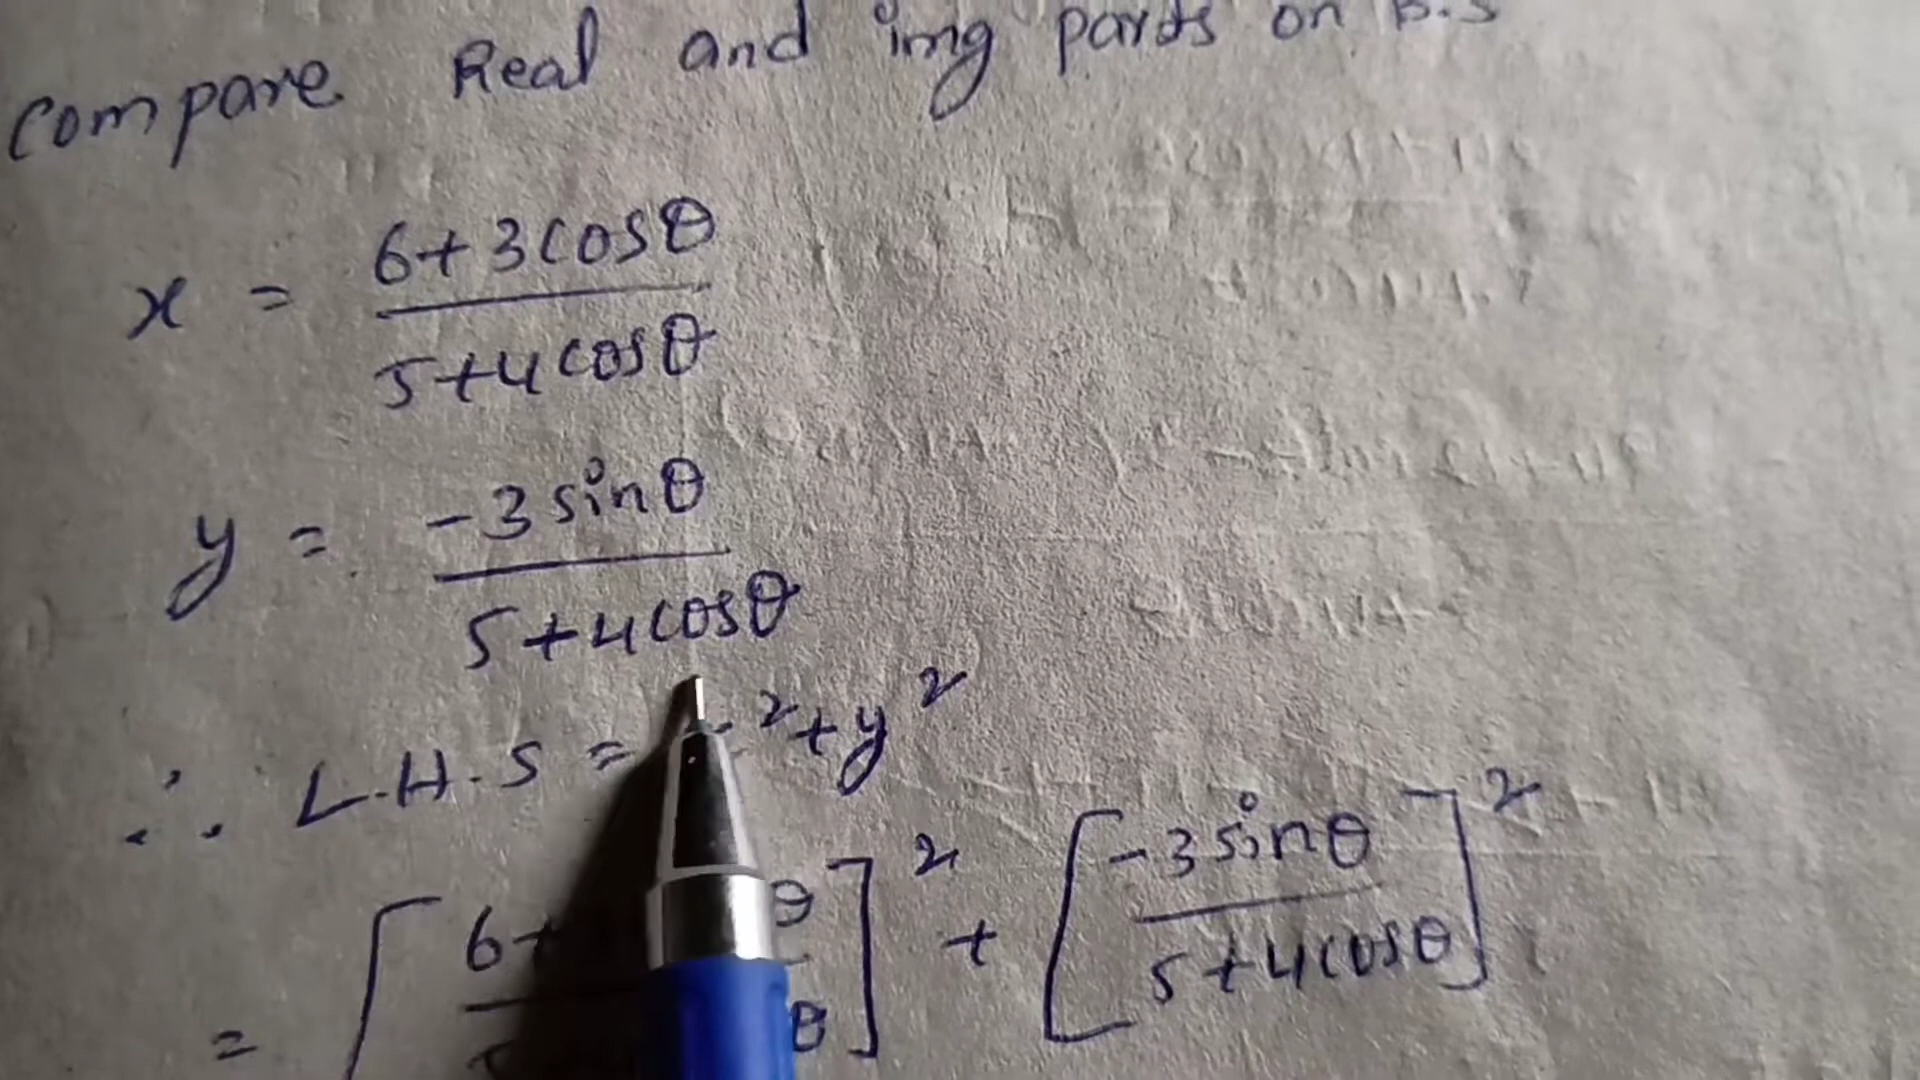 Compare Real and img parts on B.S
x = 6+3cosθ / 5+4cosθ
y = -3sinθ / 5+4cosθ
∴ L.H.S = ²+y²
= [6+ θ / θ]² + [-3sinθ / 5+4cosθ]²